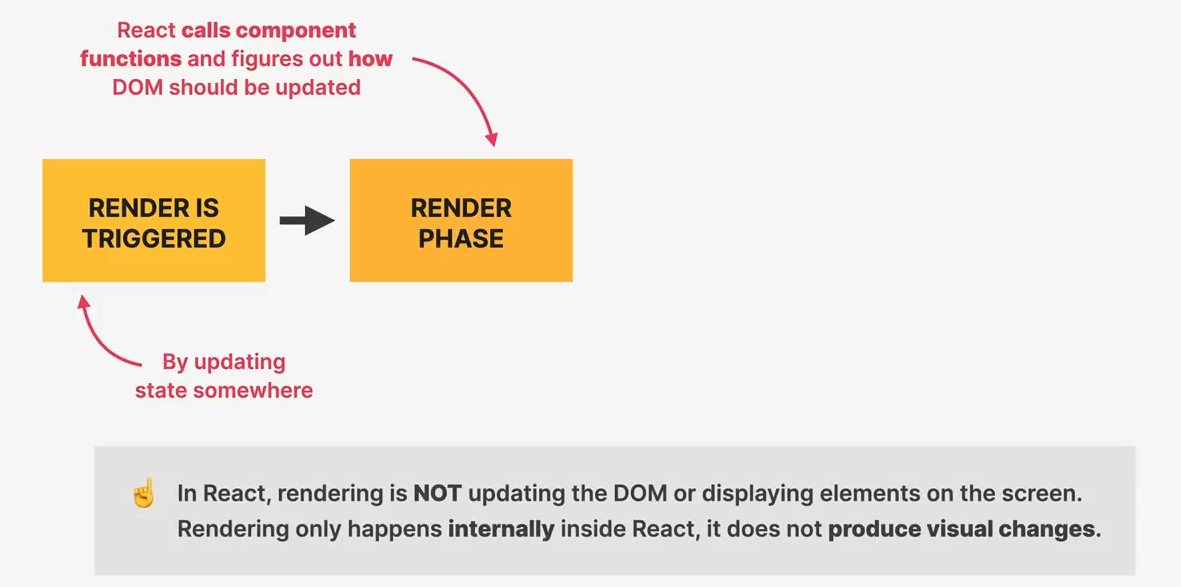 React calls component
functions and figures out how
DOM should be updated
RENDER IS
TRIGGERED
RENDER
PHASE
By updating
state somewhere
In React, rendering is NOT updating the DOM or displaying elements on the screen.
Rendering only happens internally inside React, it does not produce visual changes.